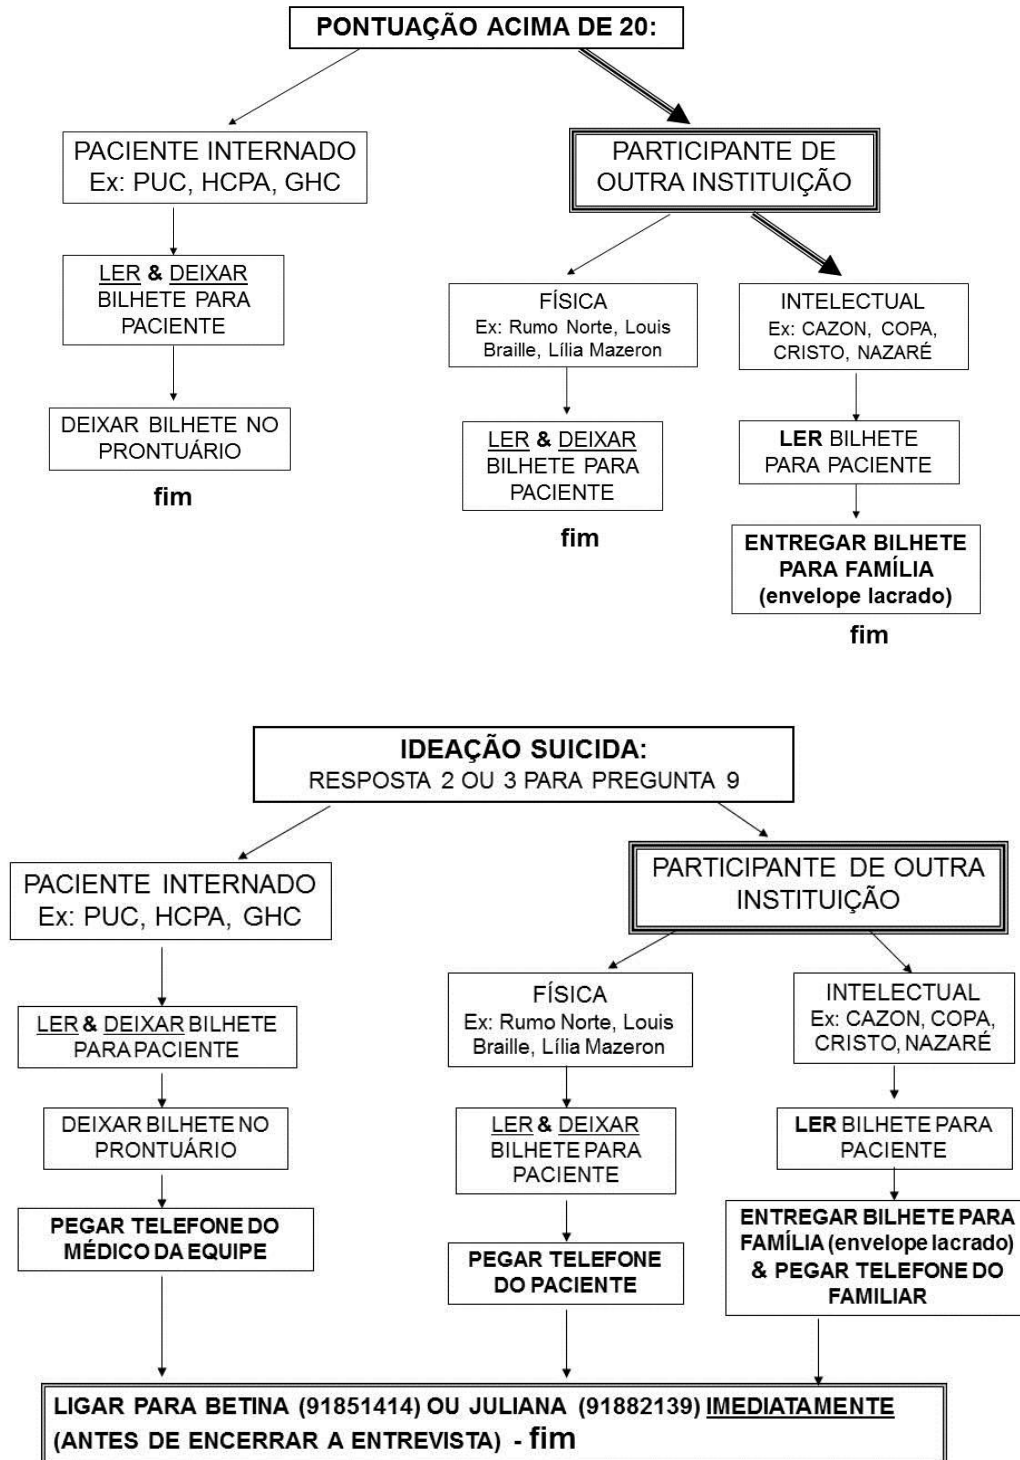 PONTUAÇÃO ACIMA DE 20:
PACIENTE INTERNADO
Ex: PUC, HCPA, GHC
LER & DEIXAR
BILHETE PARA
PACIENTE
DEIXAR BILHETE NO
PRONTUÁRIO
fim
PARTICIPANTE DE
OUTRA INSTITUIÇÃO
FÍSICA
Ex: Rumo Norte, Louis
Braille, Lília Mazeron
LER & DEIXAR
BILHETE PARA
PACIENTE
fim
INTELECTUAL
Ex: CAZON, COPA,
CRISTO, NAZARÉ
LER BILHETE
PARA PACIENTE
ENTREGAR BILHETE
PARA FAMÍLIA
(envelope lacrado)
fim
IDEAÇÃO SUICIDA:
RESPOSTA 2 OU 3 PARA PREGUNTA 9
PACIENTE INTERNADO
Ex: PUC, HCPA, GHC
LER & DEIXAR BILHETE
PARA PACIENTE
DEIXAR BILHETE NO
PRONTUÁRIO
PEGAR TELEFONE DO
MÉDICO DA EQUIPE
PARTICIPANTE DE OUTRA
INSTITUIÇÃO
FÍSICA
Ex: Rumo Norte, Louis
Braille, Lília Mazeron
LER & DEIXAR
BILHETE PARA
PACIENTE
PEGAR TELEFONE
DO PACIENTE
INTELECTUAL
Ex: CAZON, COPA,
CRISTO, NAZARÉ
LER BILHETE PARA
PACIENTE
ENTREGAR BILHETE PARA
FAMÍLIA (envelope lacrado)
& PEGAR TELEFONE DO
FAMILIAR
LIGAR PARA BETINA (91851414) OU JULIANA (91882139) IMEDIATAMENTE
(ANTES DE ENCERRAR A ENTREVISTA) - fim